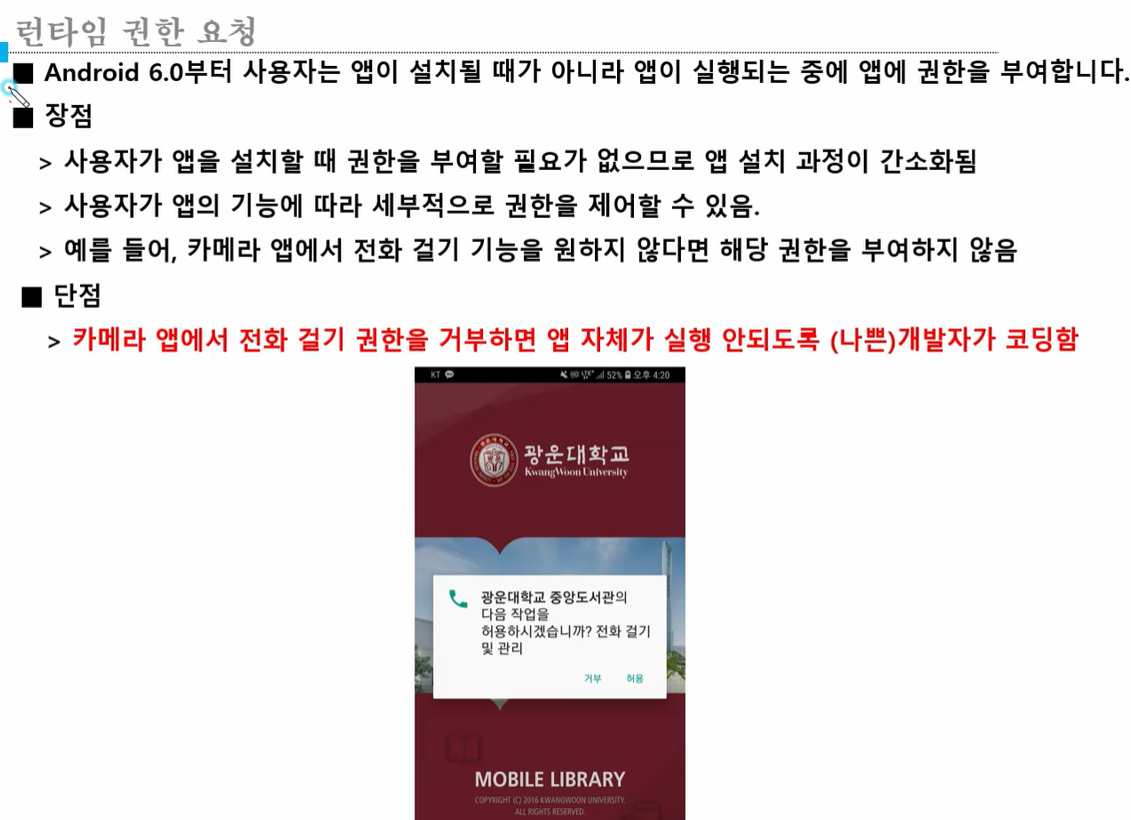 런타임 권한 요청
■ Android 6.0부터 사용자는 앱이 설치될 때가 아니라 앱이 실행되는 중에 앱에 권한을 부여합니다.
■ 장점
> 사용자가 앱을 설치할 때 권한을 부여할 필요가 없으므로 앱 설치 과정이 간소화됨
> 사용자가 앱의 기능에 따라 세부적으로 권한을 제어할 수 있음.
> 예를 들어, 카메라 앱에서 전화 걸기 기능을 원하지 않다면 해당 권한을 부여하지 않음
■ 단점
> 카메라 앱에서 전화 걸기 권한을 거부하면 앱 자체가 실행 안되도록 (나쁜)개발자가 코딩함
KT 52% 오후 4:20
광운대학교
KwangWoon University
광운대학교 중앙도서관의
다음 작업을
허용하시겠습니까? 전화 걸기
및 관리
거부 허용
MOBILE LIBRARY
COPYRIGHT (C) 2016 KWANGWOON UNIVERSITY.
ALL RIGHTS RESERVED.